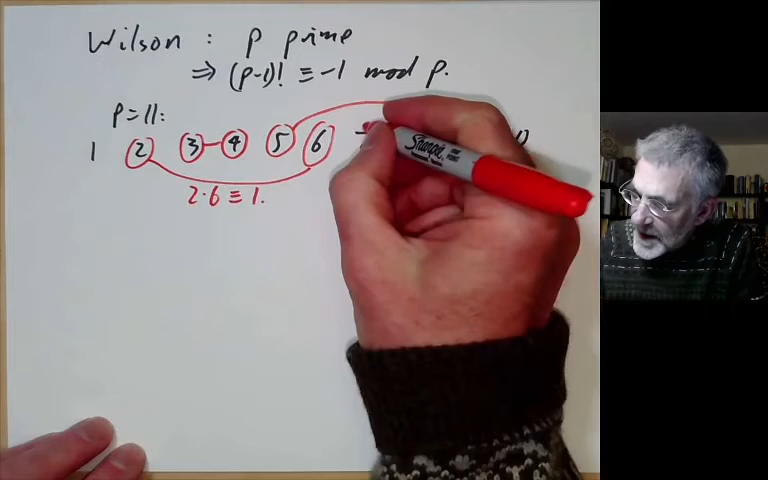 Wilson : p prime
⇒ (p-1)! ≡ -1 mod p.
p = 11:
1 2 3 4 5 6
2·6 ≡ 1.
Sharpie